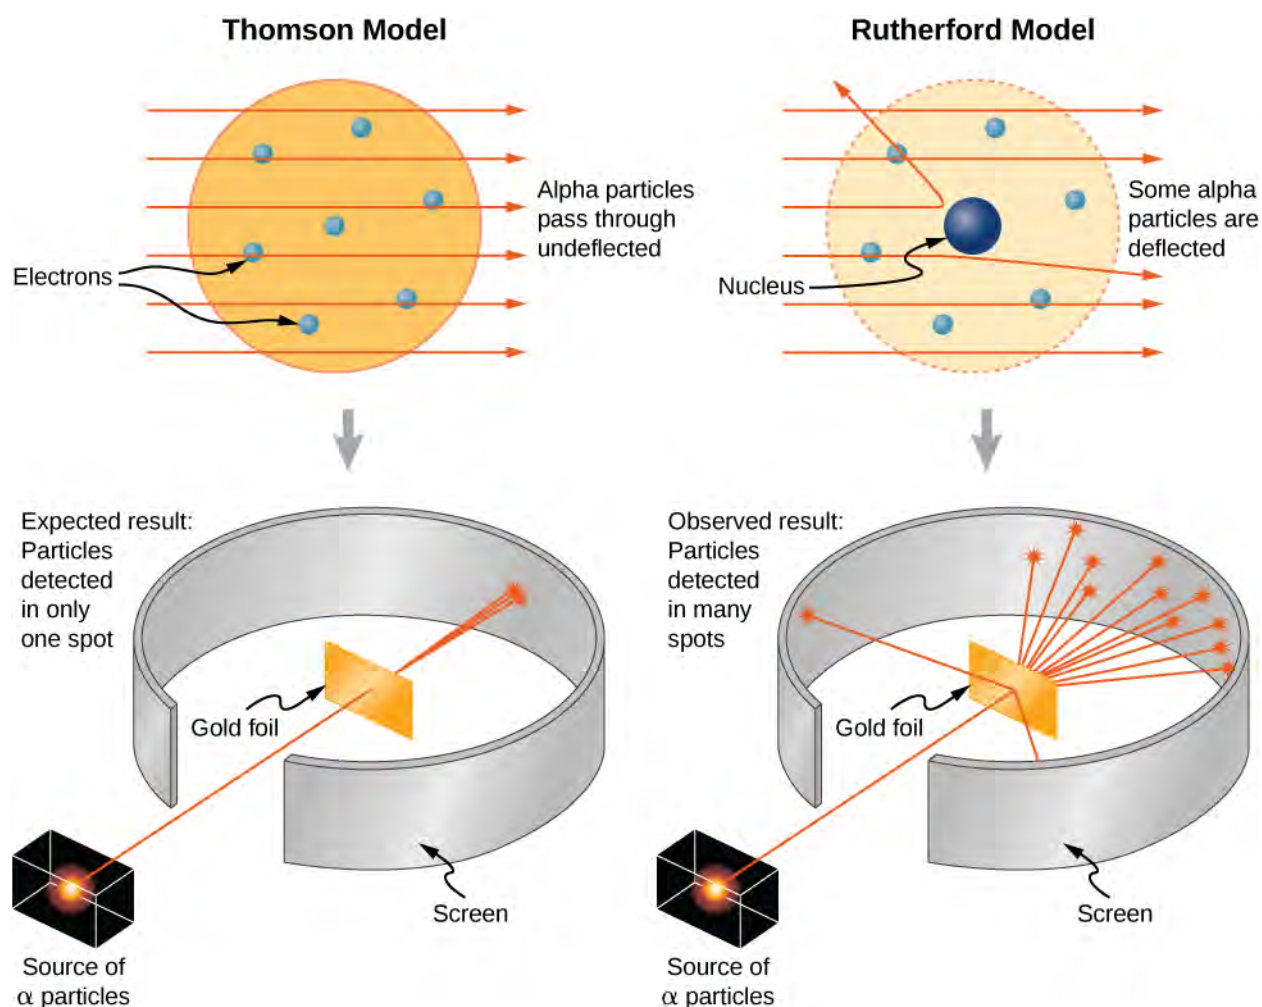 Thomson Model
Alpha particles
pass through
undeflected
Electrons
Expected result:
Particles
detected
in only
one spot
Gold foil
Screen
Source of
α particles
Rutherford Model
Some alpha
particles are
deflected
Nucleus
Observed result:
Particles
detected
in many
spots
Gold foil
Screen
Source of
α particles